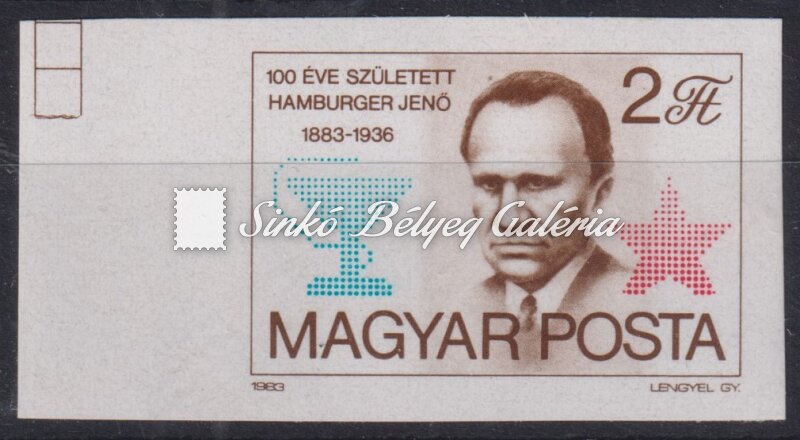 100 ÉVE SZÜLETETT
HAMBURGER JENŐ
1883-1936
2 Ft
Sinkó Bélyeg Galéria
MAGYAR POSTA
1983
LENGYEL GY.